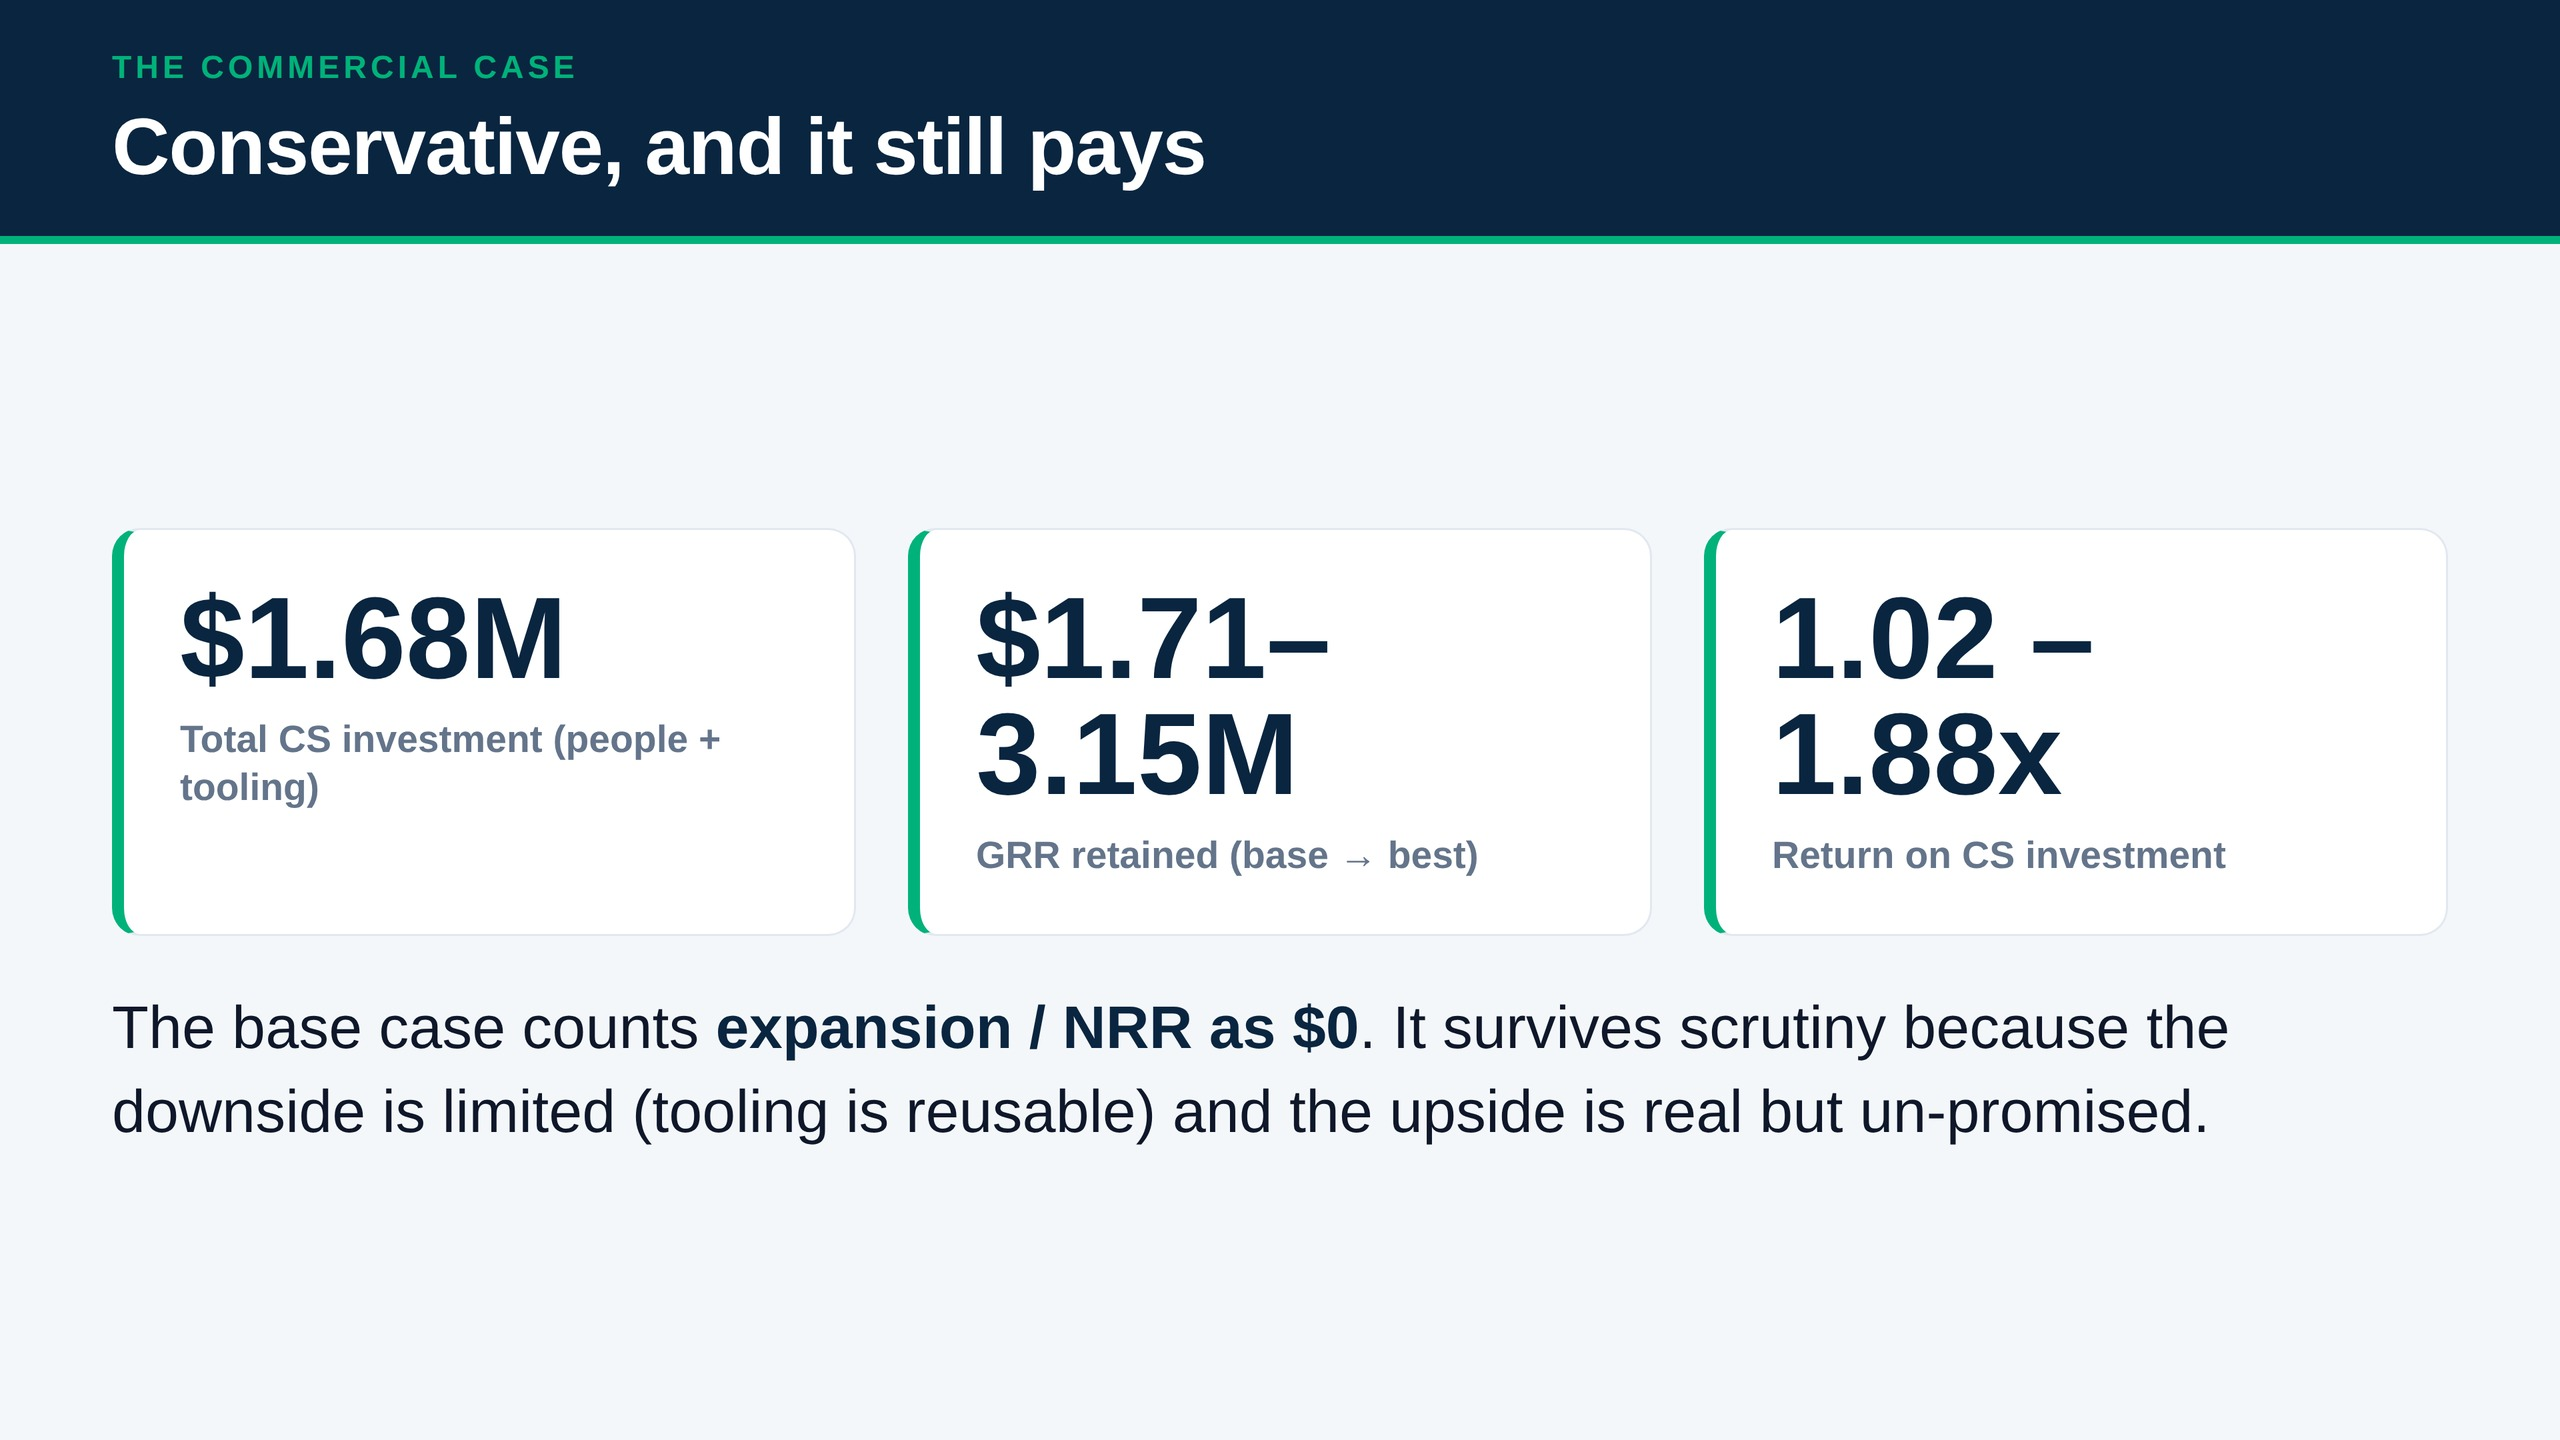 THE COMMERCIAL CASE
Conservative, and it still pays
$1.68M
Total CS investment (people +
tooling)
$1.71–
3.15M
GRR retained (base → best)
1.02 –
1.88x
Return on CS investment
The base case counts expansion / NRR as $0. It survives scrutiny because the
downside is limited (tooling is reusable) and the upside is real but un-promised.